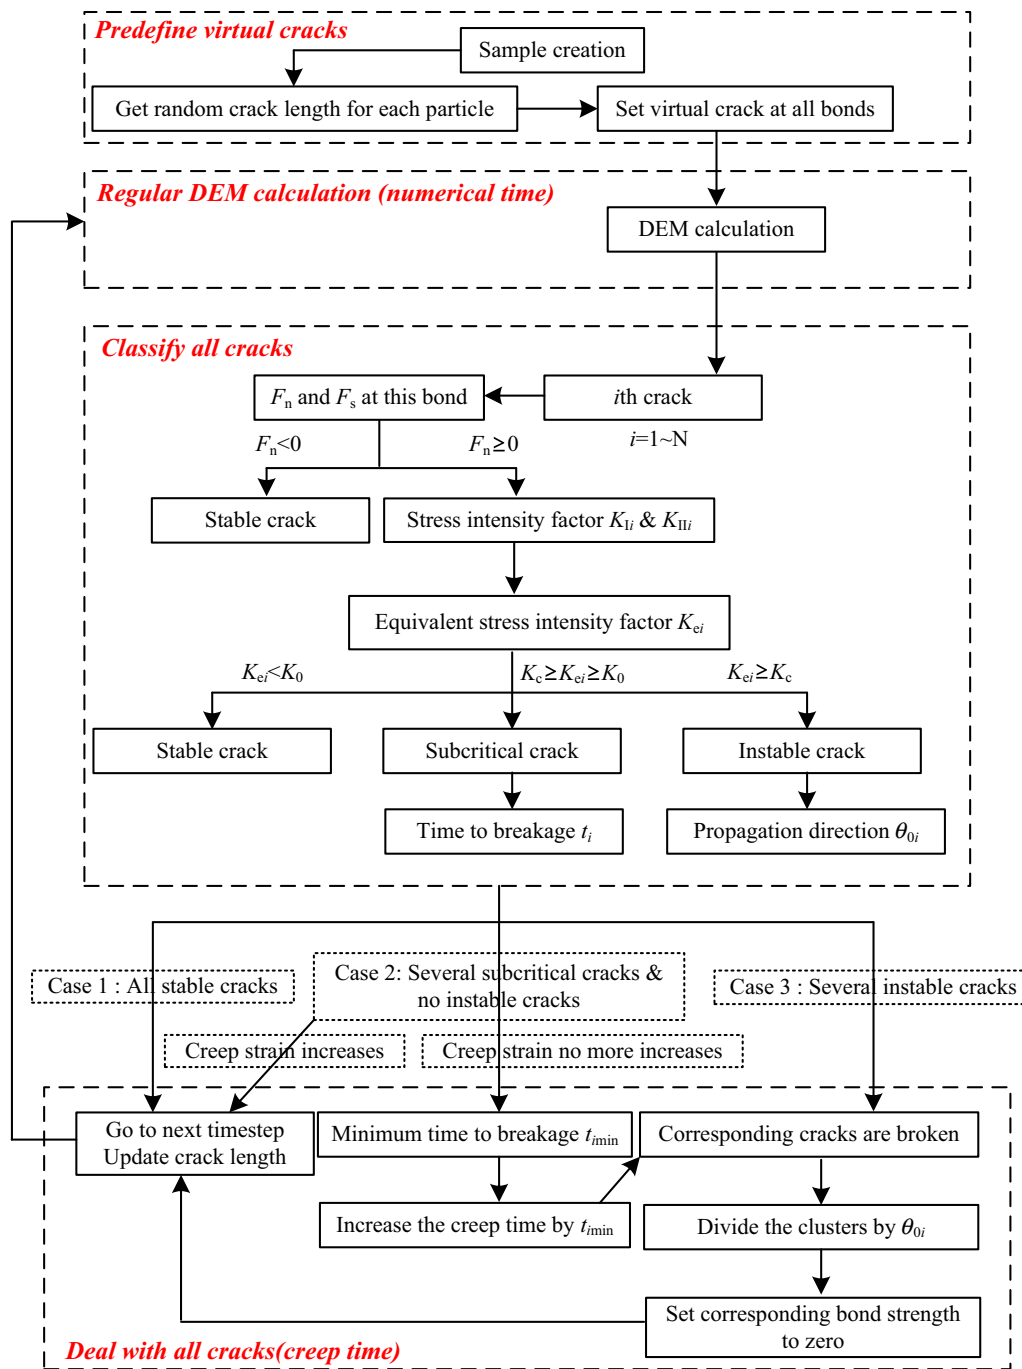 Predefine virtual cracks
Sample creation
Get random crack length for each particle
Set virtual crack at all bonds
Regular DEM calculation (numerical time)
DEM calculation
Classify all cracks
Fn and Fs at this bond
ith crack
i=1~N
Fn<0
Fn≥0
Stable crack
Stress intensity factor KIi & KIIi
Equivalent stress intensity factor Kei
Kei<K0
Kc≥Kei≥K0
Kei≥Kc
Stable crack
Subcritical crack
Instable crack
Time to breakage ti
Propagation direction θ0i
Case 1 : All stable cracks
Case 2: Several subcritical cracks &
no instable cracks
Case 3 : Several instable cracks
Creep strain increases
Creep strain no more increases
Go to next timestep
Update crack length
Minimum time to breakage timin
Corresponding cracks are broken
Increase the creep time by timin
Divide the clusters by θ0i
Set corresponding bond strength
to zero
Deal with all cracks(creep time)